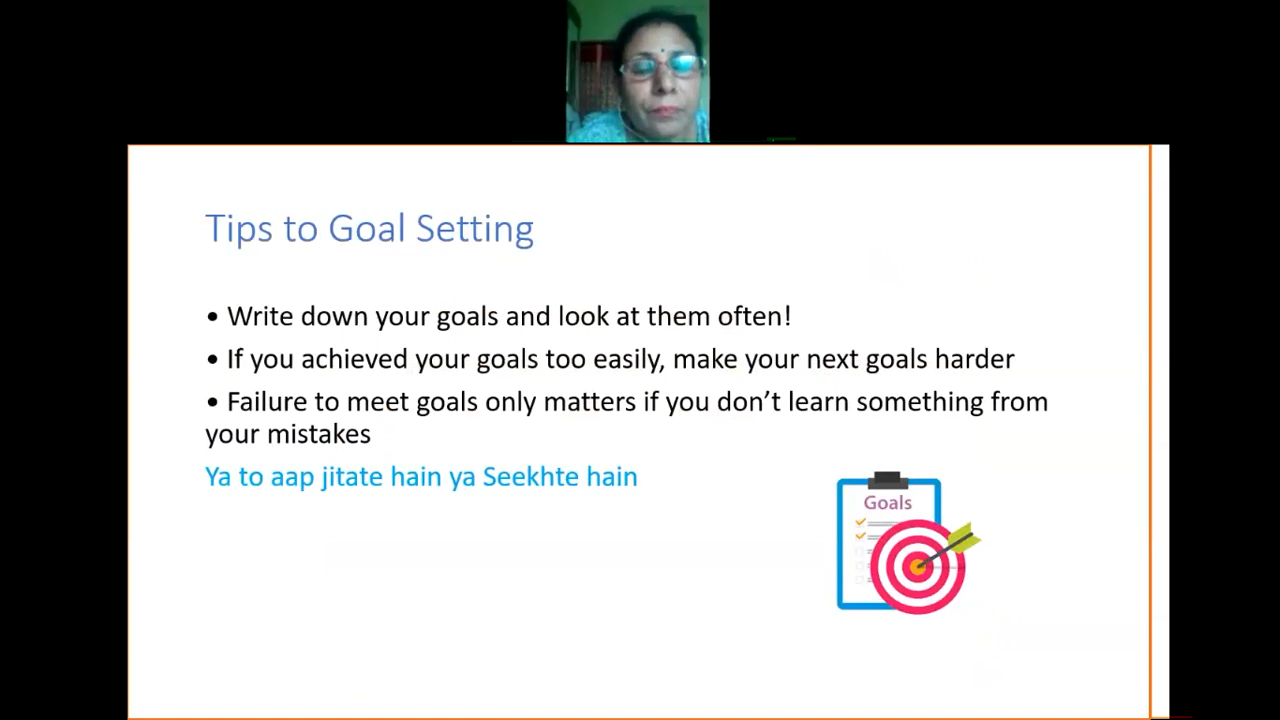 Tips to Goal Setting
• Write down your goals and look at them often!
• If you achieved your goals too easily, make your next goals harder
• Failure to meet goals only matters if you don’t learn something from
your mistakes
Ya to aap jitate hain ya Seekhte hain
Goals